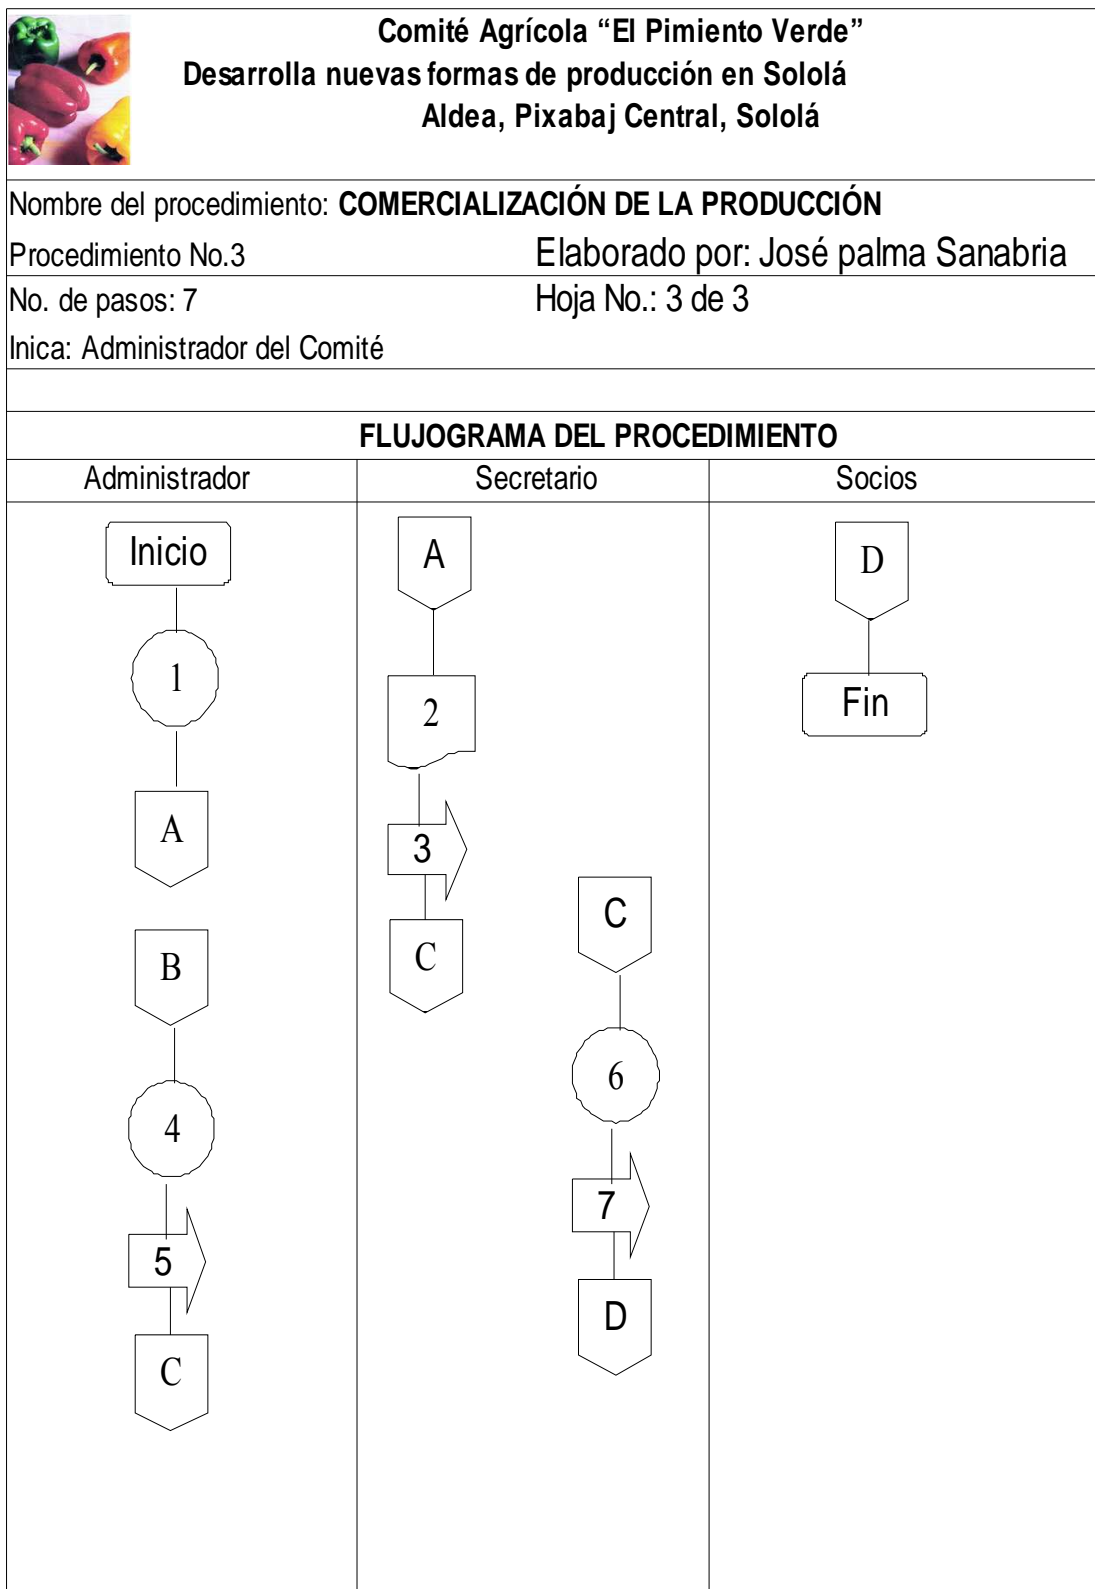 Comité Agrícola “El Pimiento Verde”
Desarrolla nuevas formas de producción en Sololá
Aldea, Pixabaj Central, Sololá
Nombre del procedimiento: COMERCIALIZACIÓN DE LA PRODUCCIÓN
Procedimiento No.3 Elaborado por: José palma Sanabria
No. de pasos: 7 Hoja No.: 3 de 3
Inica: Administrador del Comité
FLUJOGRAMA DEL PROCEDIMIENTO
Administrador Secretario Socios
Inicio
1
A
B
4
5
C
A
2
3
C
C
6
7
D
D
Fin